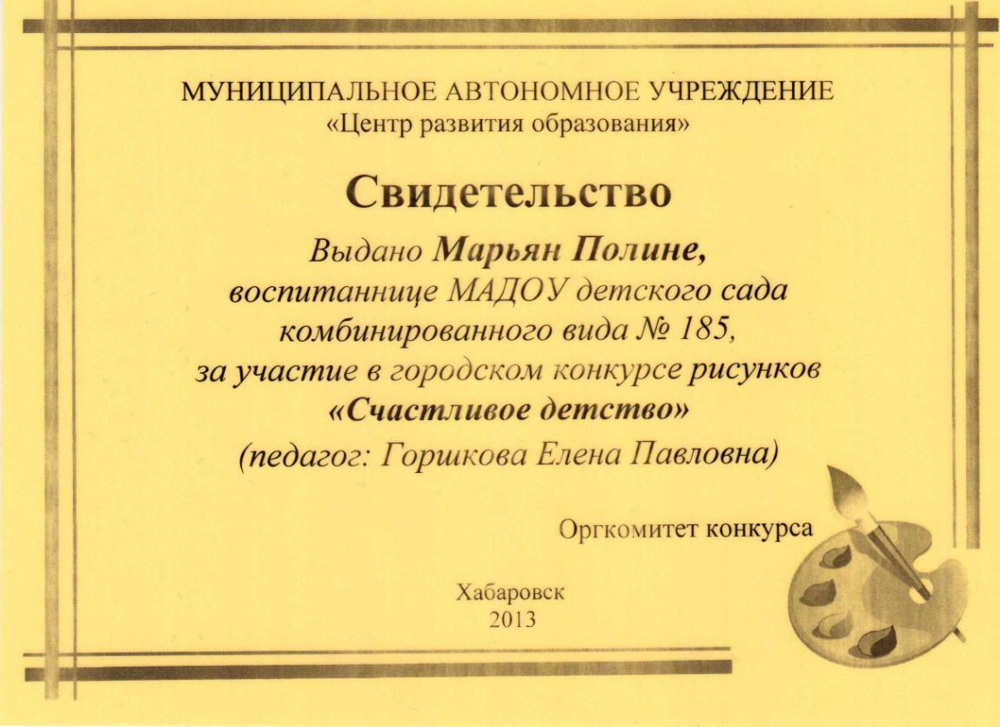 МУНИЦИПАЛЬНОЕ АВТОНОМНОЕ УЧРЕЖДЕНИЕ
«Центр развития образования»
Свидетельство
Выдано Марьян Полине,
воспитаннице МАДОУ детского сада
комбинированного вида № 185,
за участие в городском конкурсе рисунков
«Счастливое детство»
(педагог: Горшкова Елена Павловна)
Оргкомитет конкурса
Хабаровск
2013